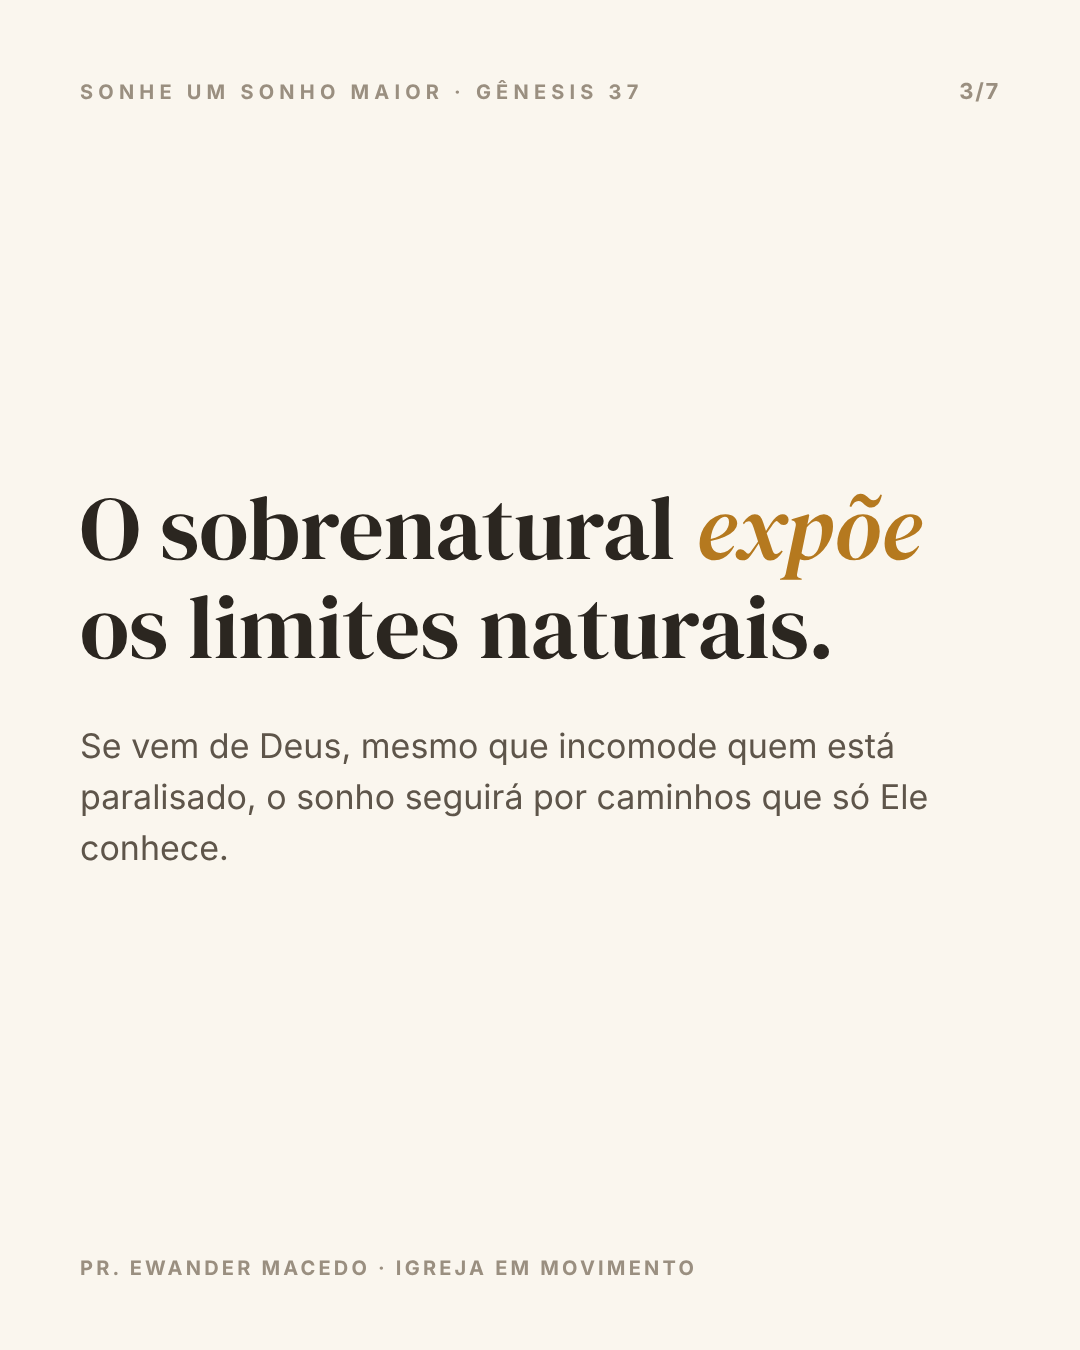 SONHE UM SONHO MAIOR · GÊNESIS 37
3/7
O sobrenatural expõe
os limites naturais.
Se vem de Deus, mesmo que incomode quem está
paralisado, o sonho seguirá por caminhos que só Ele
conhece.
PR. EWANDER MACEDO · IGREJA EM MOVIMENTO